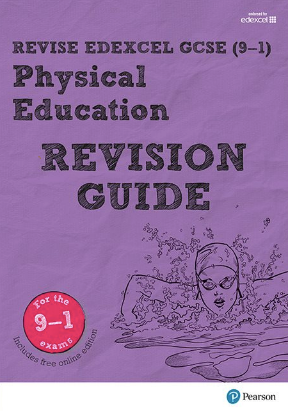 endorsed for
edexcel
REVISE EDEXCEL GCSE (9–1)
Physical
Education
REVISION
GUIDE
For the
9–1
exams
Includes free online edition
Pearson